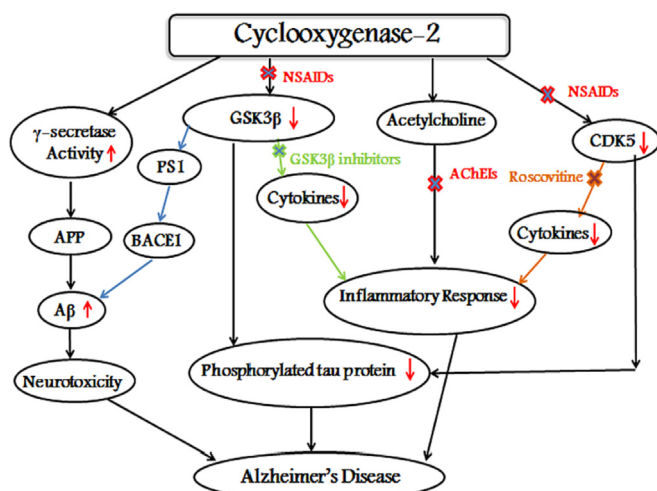 Cyclooxygenase-2
NSAIDs
NSAIDs
γ-secretase
Activity
GSK3β
Acetylcholine
CDK5
PS1
GSK3β inhibitors
AChEIs
Roscovitine
Cytokines
APP
BACE1
Cytokines
Aβ
Inflammatory Response
Neurotoxicity
Phosphorylated tau protein
Alzheimer's Disease